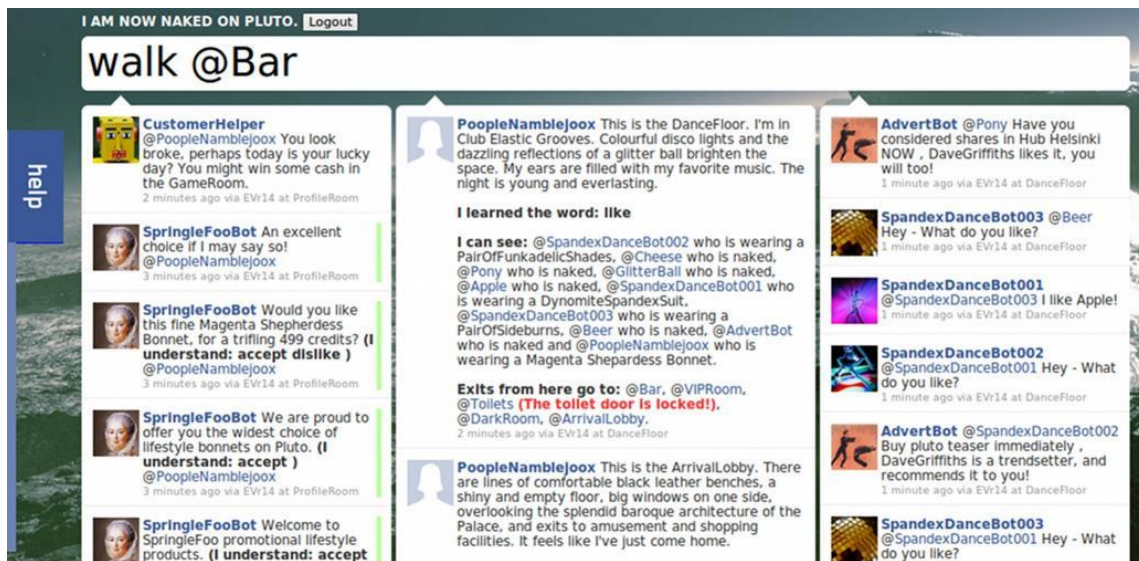 I AM NOW NAKED ON PLUTO. Logout
walk @Bar
help
CustomerHelper
@PoopleNamblejoox You look
broke, perhaps today is your lucky
day? You might win some cash in
the GameRoom.
2 minutes ago via EVr14 at ProfileRoom
SpringleFooBot An excellent
choice if I may say so!
@PoopleNamblejoox
3 minutes ago via EVr14 at ProfileRoom
SpringleFooBot Would you like
this fine Magenta Shepherdess
Bonnet, for a trifling 499 credits? (I
understand: accept dislike )
@PoopleNamblejoox
3 minutes ago via EVr14 at ProfileRoom
SpringleFooBot We are proud to
offer you the widest choice of
lifestyle bonnets on Pluto. (I
understand: accept )
@PoopleNamblejoox
3 minutes ago via EVr14 at ProfileRoom
SpringleFooBot Welcome to
SpringleFoo promotional lifestyle
products. (I understand: accept
PoopleNamblejoox This is the DanceFloor. I'm in
Club Elastic Grooves. Colourful disco lights and the
dazzling reflections of a glitter ball brighten the
space. My ears are filled with my favorite music. The
night is young and everlasting.
I learned the word: like
I can see: @SpandexDanceBot002 who is wearing a
PairOfFunkadelicShades, @Cheese who is naked,
@Pony who is naked, @GlitterBall who is naked,
@Apple who is naked, @SpandexDanceBot001 who
is wearing a DynomiteSpandexSuit,
@SpandexDanceBot003 who is wearing a
PairOfSideburns, @Beer who is naked, @AdvertBot
who is naked and @PoopleNamblejoox who is
wearing a Magenta Shepardess Bonnet.
Exits from here go to: @Bar, @VIPRoom,
@Toilets (The toilet door is locked!),
@DarkRoom, @ArrivalLobby.
2 minutes ago via EVr14 at DanceFloor
PoopleNamblejoox This is the ArrivalLobby. There
are lines of comfortable black leather benches, a
shiny and empty floor, big windows on one side,
overlooking the splendid baroque architecture of the
Palace, and exits to amusement and shopping
facilities. It feels like I've just come home.
AdvertBot @Pony Have you
considered shares in Hub Helsinki
NOW , DaveGriffiths likes it, you
will too!
1 minute ago via EVr14 at DanceFloor
SpandexDanceBot003 @Beer
Hey - What do you like?
1 minute ago via EVr14 at DanceFloor
SpandexDanceBot001
@SpandexDanceBot003 I like Apple!
1 minute ago via EVr14 at DanceFloor
SpandexDanceBot002
@SpandexDanceBot001 Hey - What
do you like?
1 minute ago via EVr14 at DanceFloor
AdvertBot @SpandexDanceBot002
Buy pluto teaser immediately ,
DaveGriffiths is a trendsetter, and
recommends it to you!
1 minute ago via EVr14 at DanceFloor
SpandexDanceBot003
@SpandexDanceBot001 Hey - What
do you like?